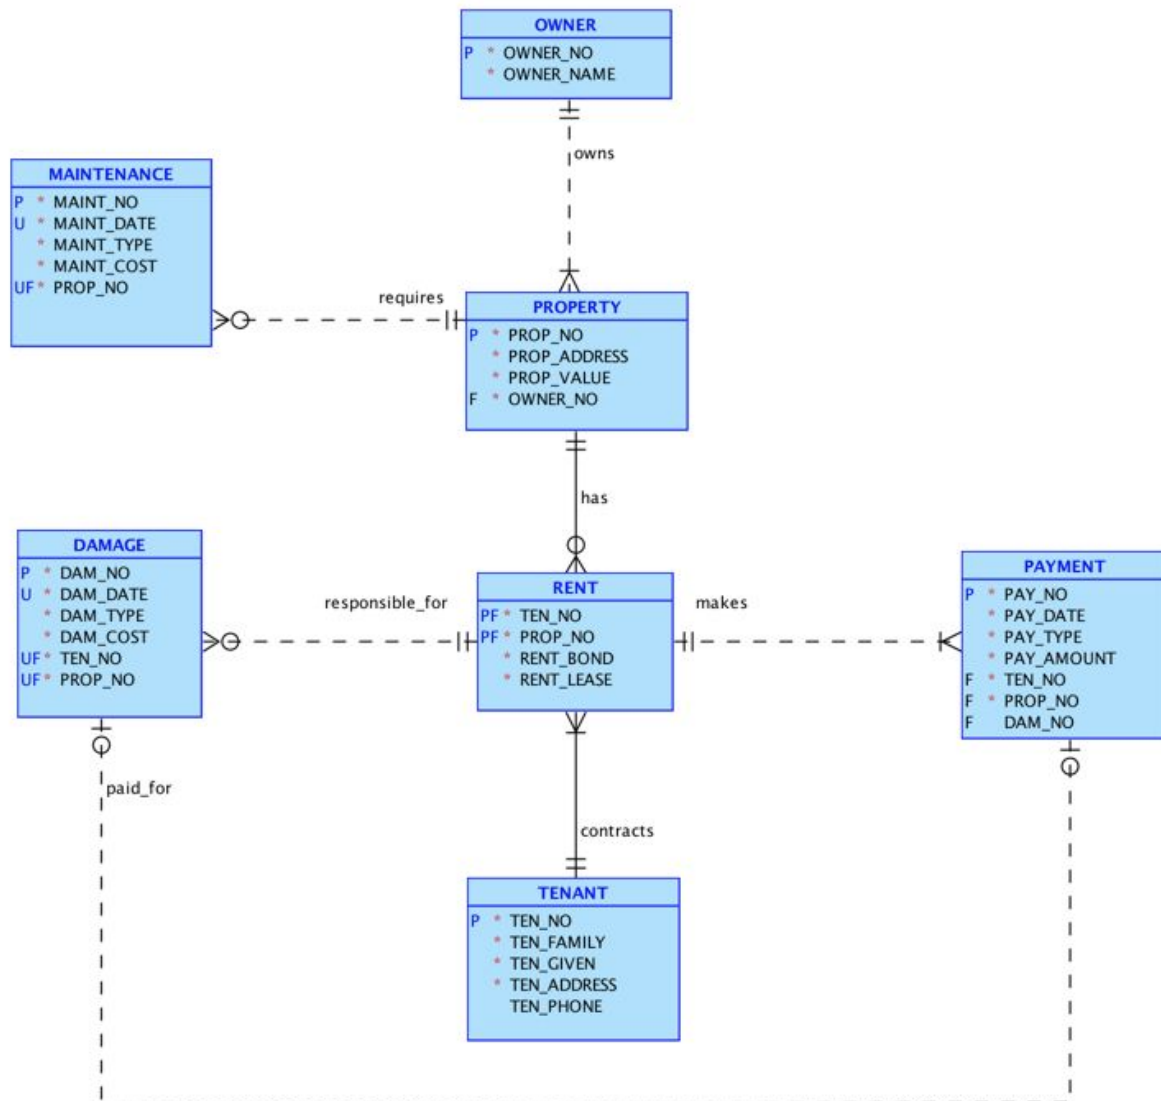 OWNER
P * OWNER_NO
* OWNER_NAME
owns
MAINTENANCE
P * MAINT_NO
U * MAINT_DATE
* MAINT_TYPE
* MAINT_COST
UF * PROP_NO
requires
PROPERTY
P * PROP_NO
* PROP_ADDRESS
* PROP_VALUE
F * OWNER_NO
has
DAMAGE
P * DAM_NO
U * DAM_DATE
* DAM_TYPE
* DAM_COST
UF * TEN_NO
UF * PROP_NO
responsible_for
RENT
PF * TEN_NO
PF * PROP_NO
* RENT_BOND
* RENT_LEASE
makes
PAYMENT
P * PAY_NO
* PAY_DATE
* PAY_TYPE
* PAY_AMOUNT
F * TEN_NO
F * PROP_NO
F DAM_NO
paid_for
contracts
TENANT
P * TEN_NO
* TEN_FAMILY
* TEN_GIVEN
* TEN_ADDRESS
TEN_PHONE